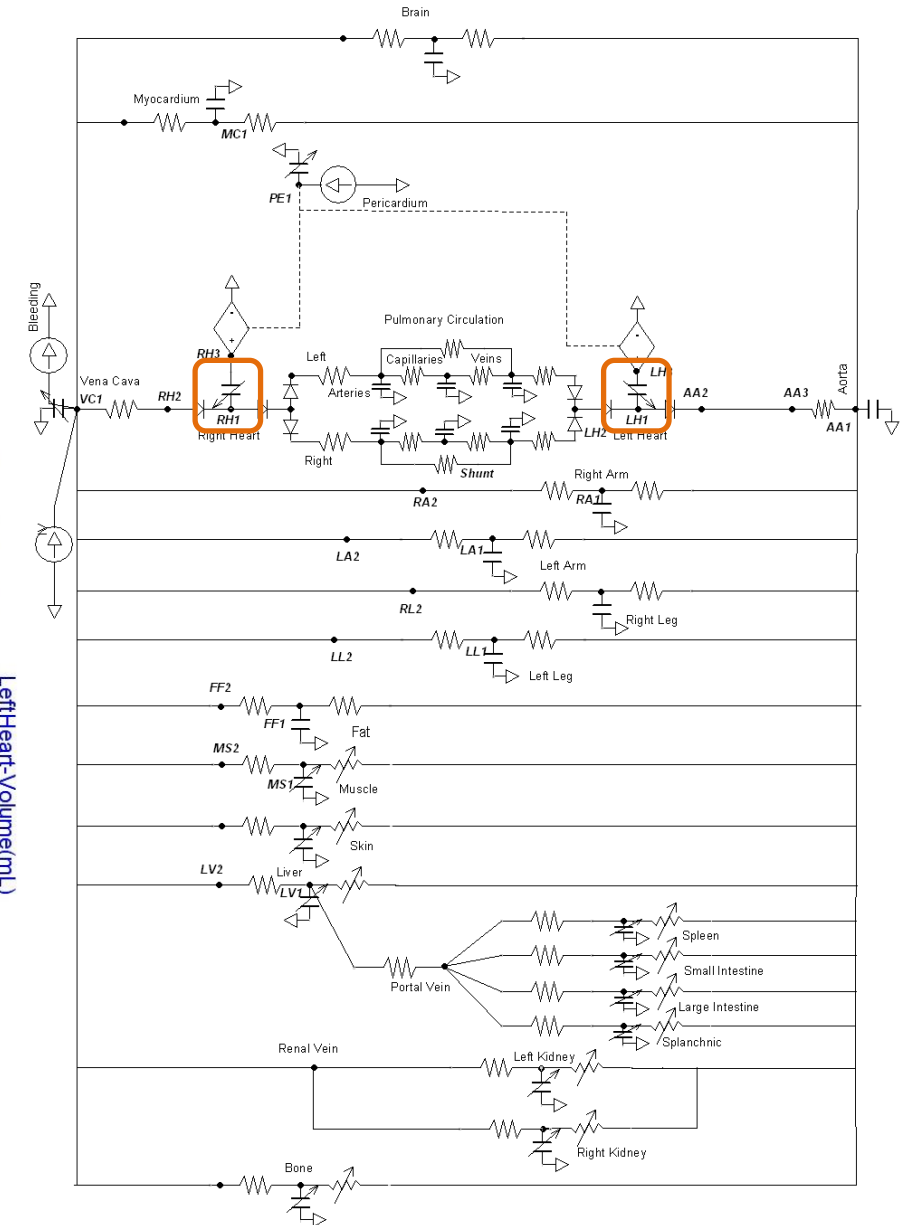 Brain
Myocardium
MC1
PE1
Pericardium
Bleeding
Pulmonary Circulation
RH3
Left
Capillaries
Veins
Arteries
Vena Cava
VC1
RH2
RH1
Right Heart
LH2
LH1
Left Heart
AA2
AA3
Aorta
AA1
Right
Shunt
Right Arm
RA2
RA1
IV
LA2
LA1
Left Arm
RL2
Right Leg
LL2
LL1
Left Leg
FF2
FF1
Fat
MS2
MS1
Muscle
Skin
LV2
Liver
LV1
Spleen
Small Intestine
Portal Vein
Large Intestine
Splanchnic
Renal Vein
Left Kidney
Right Kidney
Bone
LeftHeart-Volume(mL)